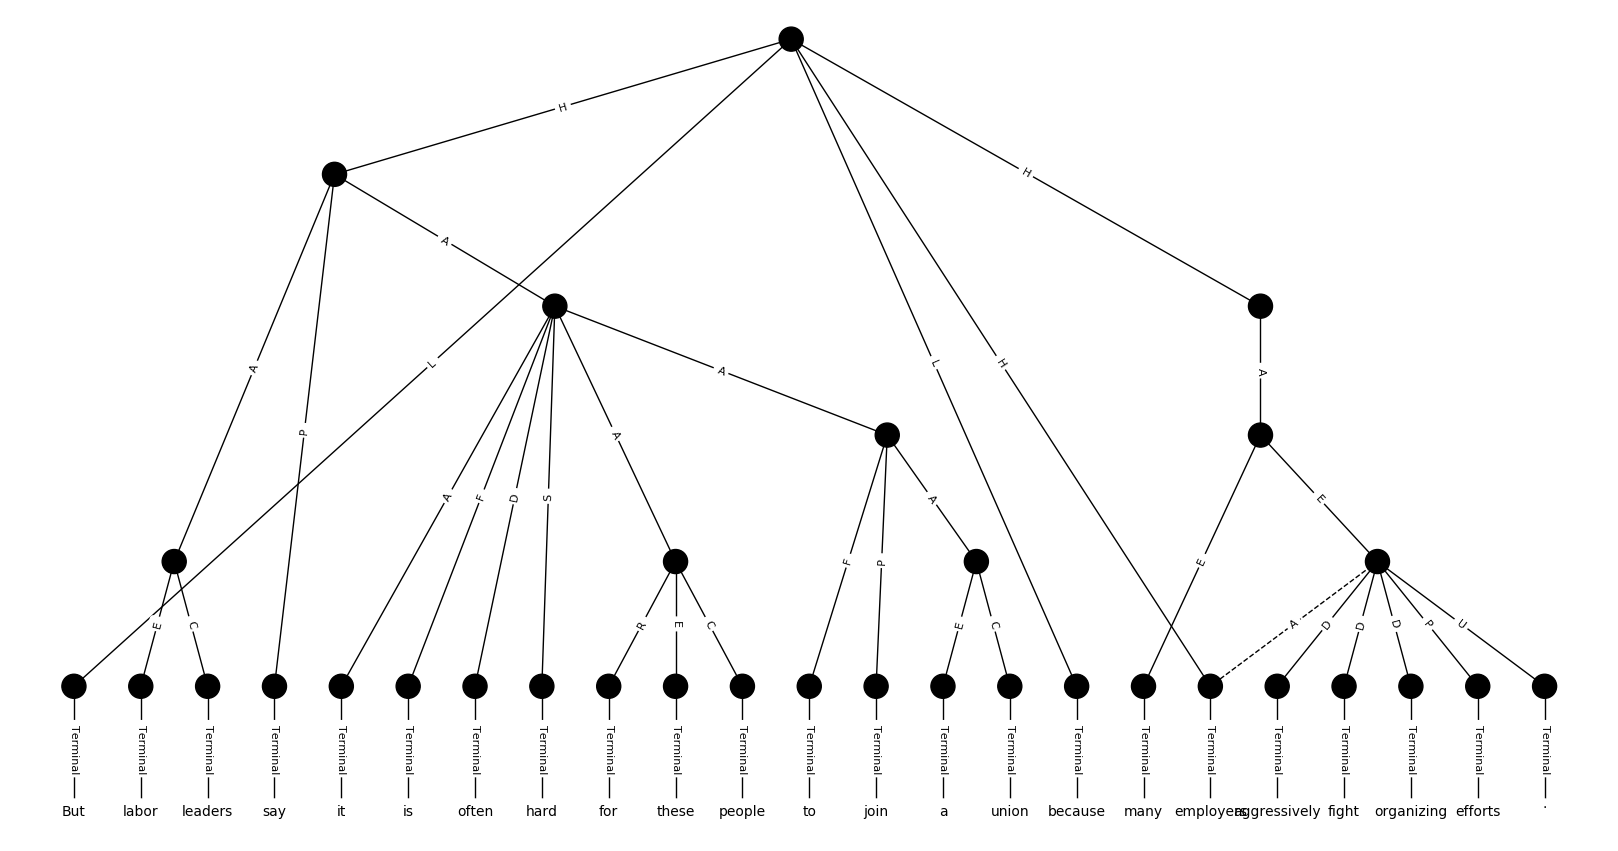 H
H
A
A
L
L
H
A
A
P
A
A
F
D
S
A
E
F
P
E
E
C
R
E
C
E
C
A
D
D
D
P
U
Terminal Terminal Terminal Terminal Terminal Terminal Terminal Terminal Terminal Terminal Terminal Terminal Terminal Terminal Terminal Terminal Terminal Terminal Terminal Terminal Terminal Terminal Terminal
But labor leaders say it is often hard for these people to join a union because many employers aggressively fight organizing efforts .